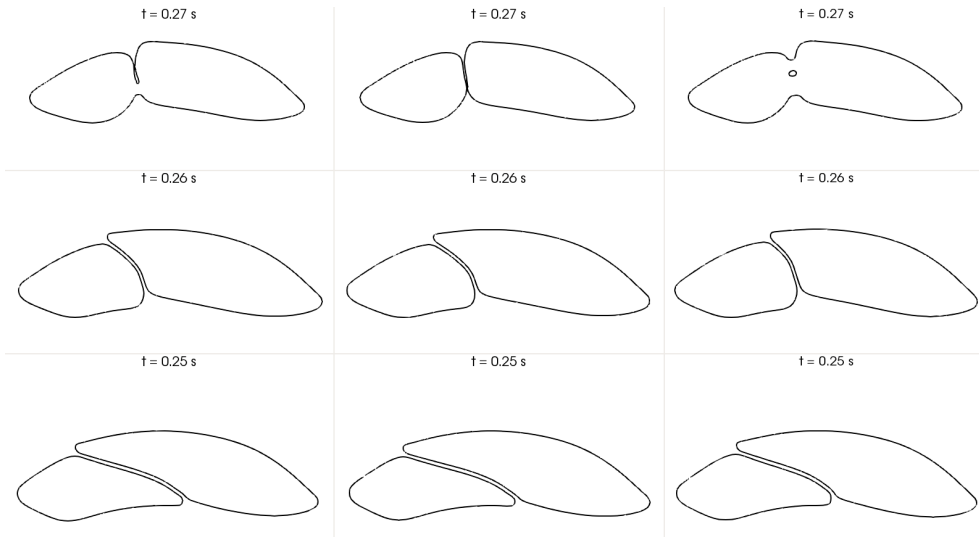 t = 0.27 s t = 0.27 s t = 0.27 s
t = 0.26 s t = 0.26 s t = 0.26 s
t = 0.25 s t = 0.25 s t = 0.25 s